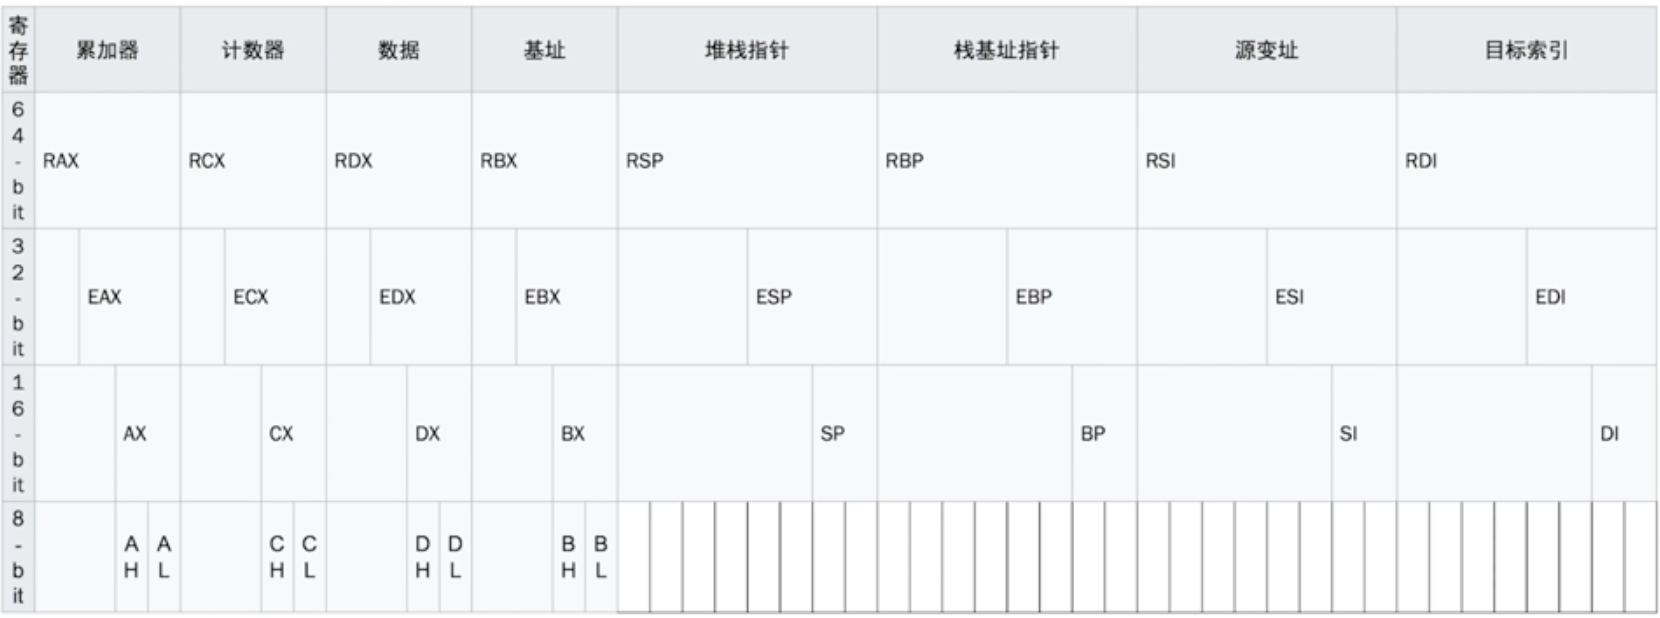 寄存器 累加器 计数器 数据 基址 堆栈指针 栈基址指针 源变址 目标索引
64-bit RAX RCX RDX RBX RSP RBP RSI RDI
32-bit EAX ECX EDX EBX ESP EBP ESI EDI
16-bit AX CX DX BX SP BP SI DI
8-bit AH AL CH CL DH DL BH BL